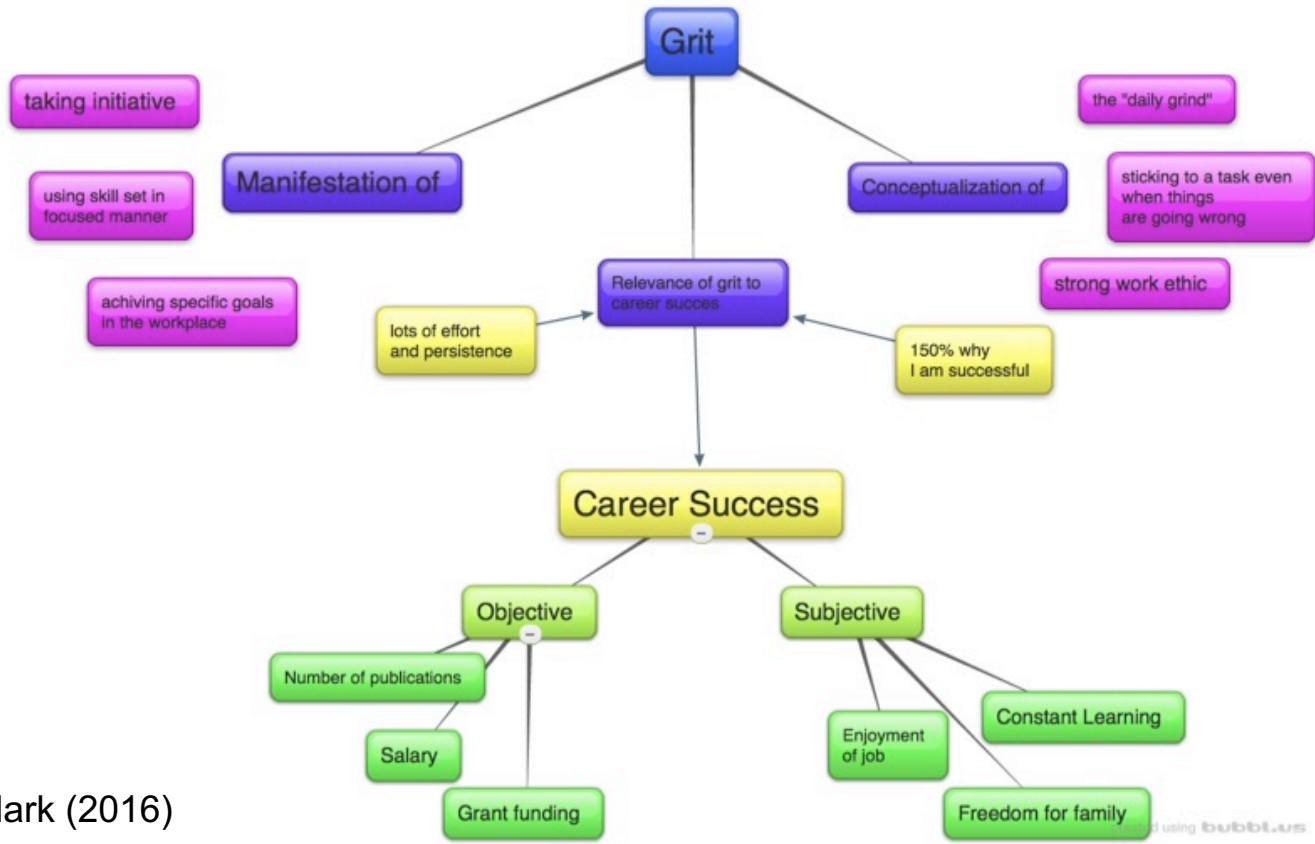 Grit
taking initiative
the "daily grind"
Manifestation of
Conceptualization of
using skill set in
focused manner
sticking to a task even
when things
are going wrong
Relevance of grit to
career succes
strong work ethic
achiving specific goals
in the workplace
lots of effort
and persistence
150% why
I am successful
Career Success
Objective
Subjective
Number of publications
Salary
Grant funding
Enjoyment
of job
Constant Learning
Freedom for family
(2016)
using bubbl.us